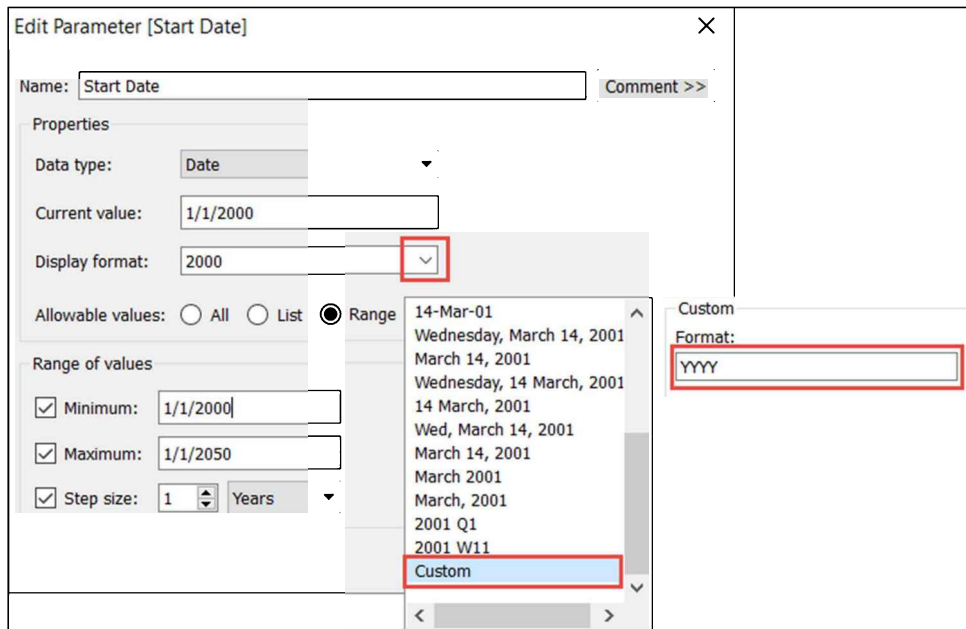 Edit Parameter [Start Date]
Name: Start Date Comment >>
Properties
Data type: Date
Current value: 1/1/2000
Display format: 2000
Allowable values: All List Range
Range of values
Minimum: 1/1/2000
Maximum: 1/1/2050
Step size: 1 Years
14-Mar-01
Wednesday, March 14, 2001
March 14, 2001
Wednesday, 14 March, 2001
14 March, 2001
Wed, March 14, 2001
March 14, 2001
March 2001
March, 2001
2001 Q1
2001 W11
Custom
Custom
Format:
YYYY